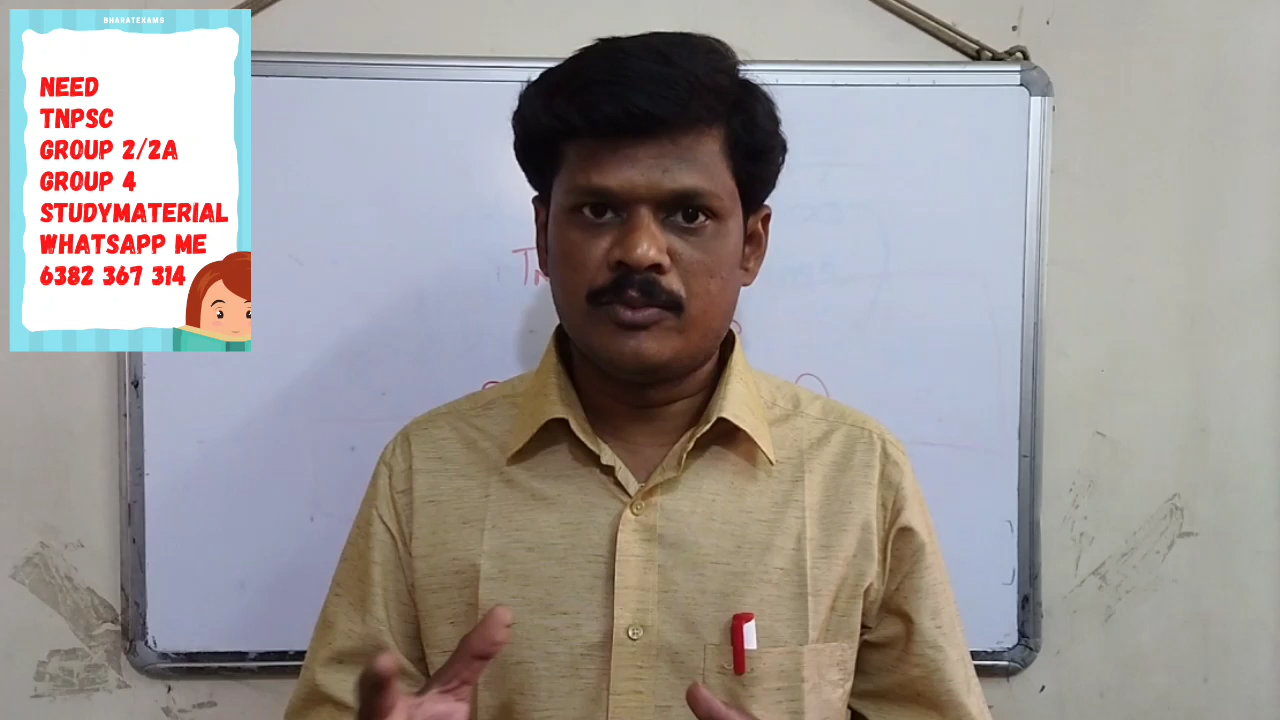 BHARATEXAMS
NEED
TNPSC
GROUP 2/2A
GROUP 4
STUDYMATERIAL
WHATSAPP ME
6382 367 314